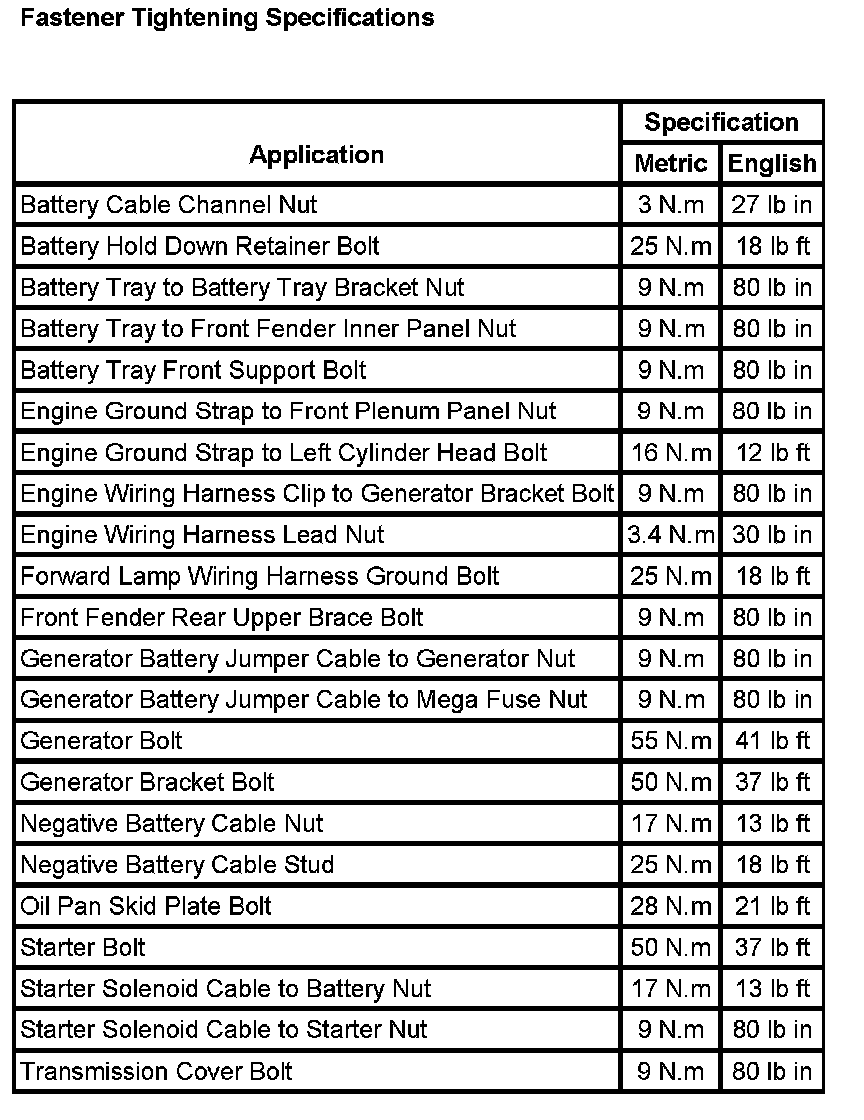 Fastener Tightening Specifications
Application
Specification
Metric English
Battery Cable Channel Nut 3 N.m 27 lb in
Battery Hold Down Retainer Bolt 25 N.m 18 lb ft
Battery Tray to Battery Tray Bracket Nut 9 N.m 80 lb in
Battery Tray to Front Fender Inner Panel Nut 9 N.m 80 lb in
Battery Tray Front Support Bolt 9 N.m 80 lb in
Engine Ground Strap to Front Plenum Panel Nut 9 N.m 80 lb in
Engine Ground Strap to Left Cylinder Head Bolt 16 N.m 12 lb ft
Engine Wiring Harness Clip to Generator Bracket Bolt 9 N.m 80 lb in
Engine Wiring Harness Lead Nut 3.4 N.m 30 lb in
Forward Lamp Wiring Harness Ground Bolt 25 N.m 18 lb ft
Front Fender Rear Upper Brace Bolt 9 N.m 80 lb in
Generator Battery Jumper Cable to Generator Nut 9 N.m 80 lb in
Generator Battery Jumper Cable to Mega Fuse Nut 9 N.m 80 lb in
Generator Bolt 55 N.m 41 lb ft
Generator Bracket Bolt 50 N.m 37 lb ft
Negative Battery Cable Nut 17 N.m 13 lb ft
Negative Battery Cable Stud 25 N.m 18 lb ft
Oil Pan Skid Plate Bolt 28 N.m 21 lb ft
Starter Bolt 50 N.m 37 lb ft
Starter Solenoid Cable to Battery Nut 17 N.m 13 lb ft
Starter Solenoid Cable to Starter Nut 9 N.m 80 lb in
Transmission Cover Bolt 9 N.m 80 lb in